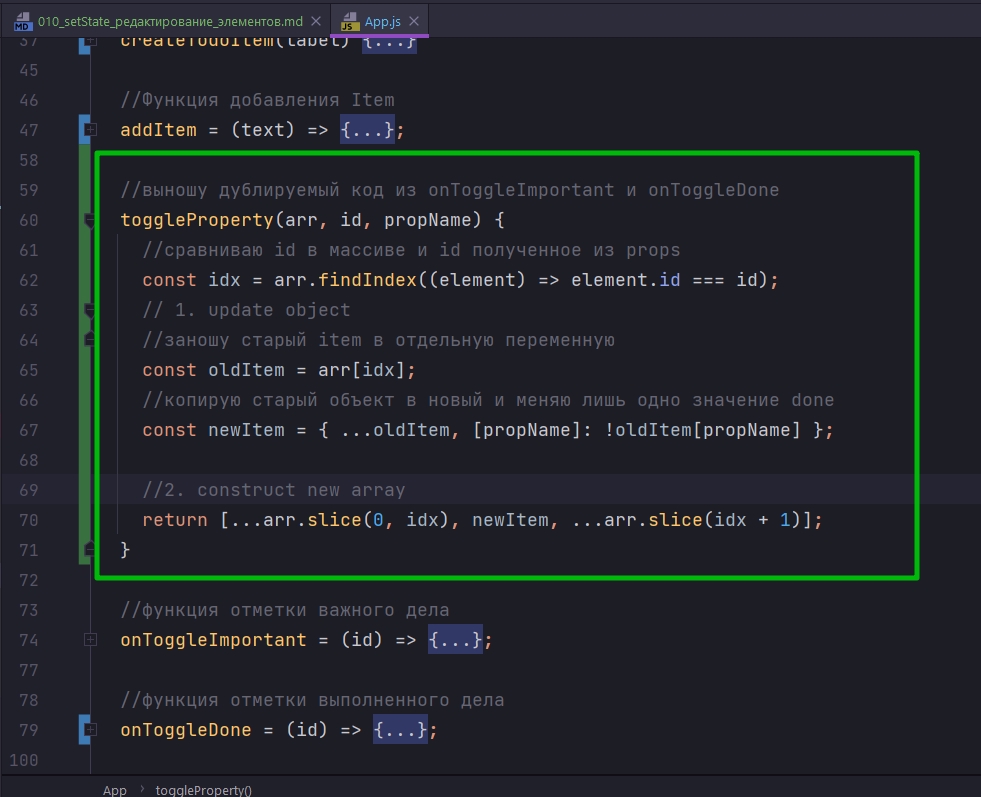 MD 010_setState_редактирование_элементов.md JS App.js
37 createTodoItem(label) {...}
45
46 //Функция добавления Item
47 addItem = (text) => {...};
58
59 //выношу дублируемый код из onToggleImportant и onToggleDone
60 toggleProperty(arr, id, propName) {
61 //сравниваю id в массиве и id полученное из props
62 const idx = arr.findIndex((element) => element.id === id);
63 // 1. update object
64 //заношу старый item в отдельную переменную
65 const oldItem = arr[idx];
66 //копирую старый объект в новый и меняю лишь одно значение done
67 const newItem = { ...oldItem, [propName]: !oldItem[propName] };
68
69 //2. construct new array
70 return [...arr.slice(0, idx), newItem, ...arr.slice(idx + 1)];
71 }
72
73 //функция отметки важного дела
74 onToggleImportant = (id) => {...};
77
78 //функция отметки выполненного дела
79 onToggleDone = (id) => {...};
100
App › toggleProperty()